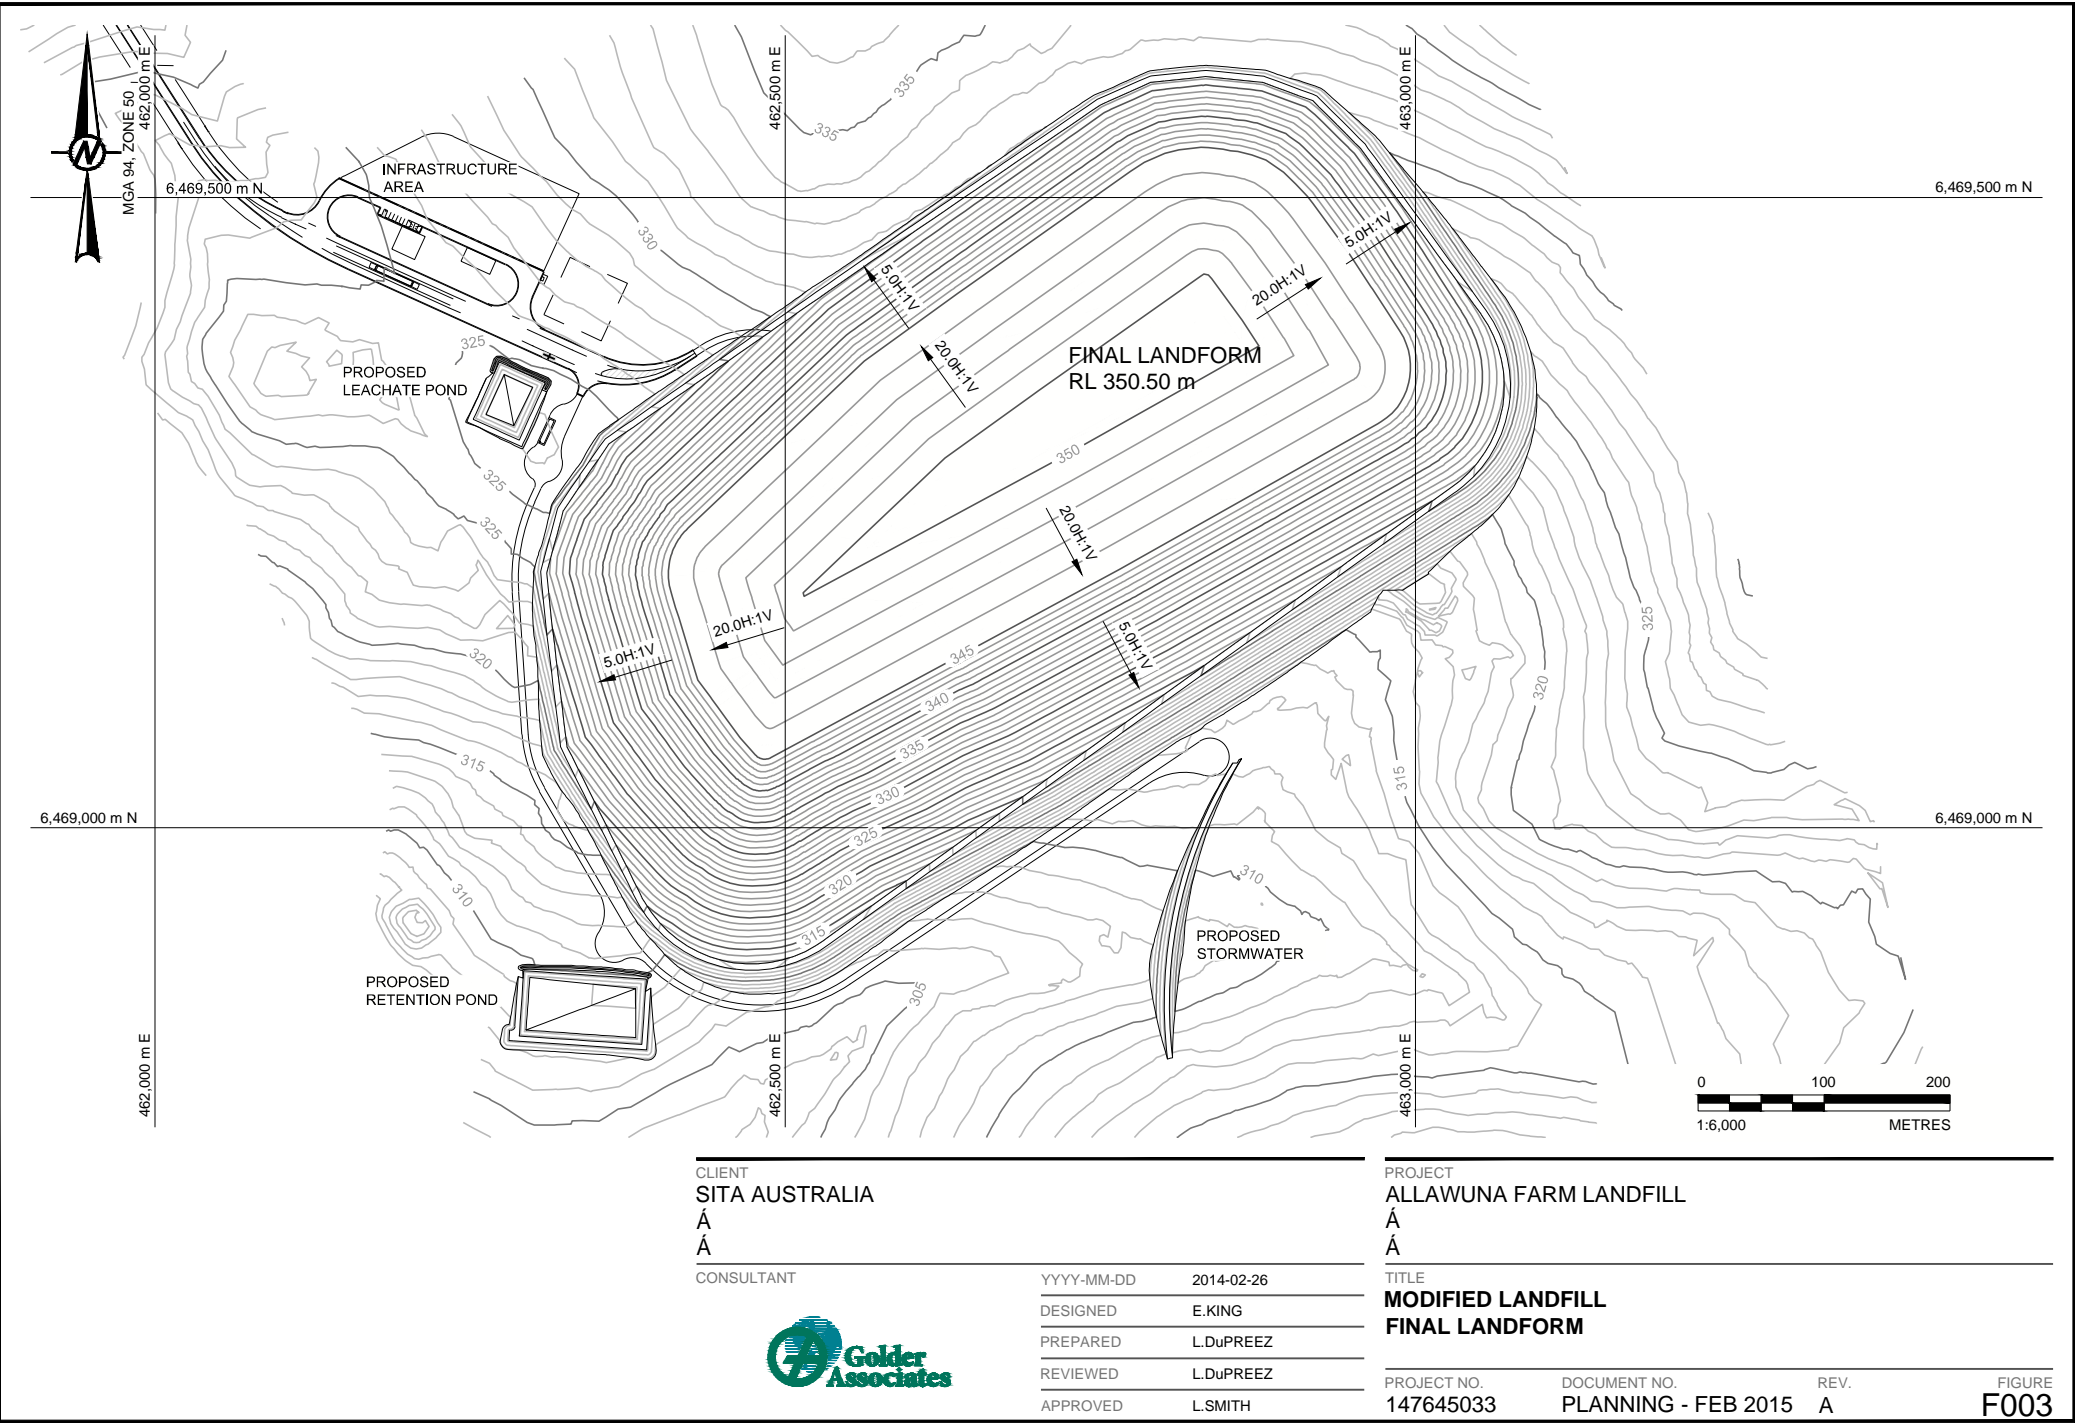 MGA 94, ZONE 50
462,000 m E
462,500 m E
463,000 m E
335
335
N
6,469,500 m N
6,469,500 m N
INFRASTRUCTURE
AREA
330
5.0H:1V
20.0H:1V
5.0H:1V
20.0H:1V
325
PROPOSED
LEACHATE POND
FINAL LANDFORM
RL 350.50 m
350
325
325
20.0H:1V
20.0H:1V
5.0H:1V
5.0H:1V
320
345
340
335
330
325
320
315
325
320
315
315
6,469,000 m N
6,469,000 m N
310
310
305
PROPOSED
STORMWATER
PROPOSED
RETENTION POND
462,000 m E
462,500 m E
463,000 m E
0 100 200
1:6,000 METRES
CLIENT
SITA AUSTRALIA
Á
Á
PROJECT
ALLAWUNA FARM LANDFILL
Á
Á
CONSULTANT
Golder
Associates
YYYY-MM-DD 2014-02-26
DESIGNED E.KING
PREPARED L.DuPREEZ
REVIEWED L.DuPREEZ
APPROVED L.SMITH
TITLE
MODIFIED LANDFILL
FINAL LANDFORM
PROJECT NO. DOCUMENT NO. REV. FIGURE
147645033 PLANNING - FEB 2015 A F003